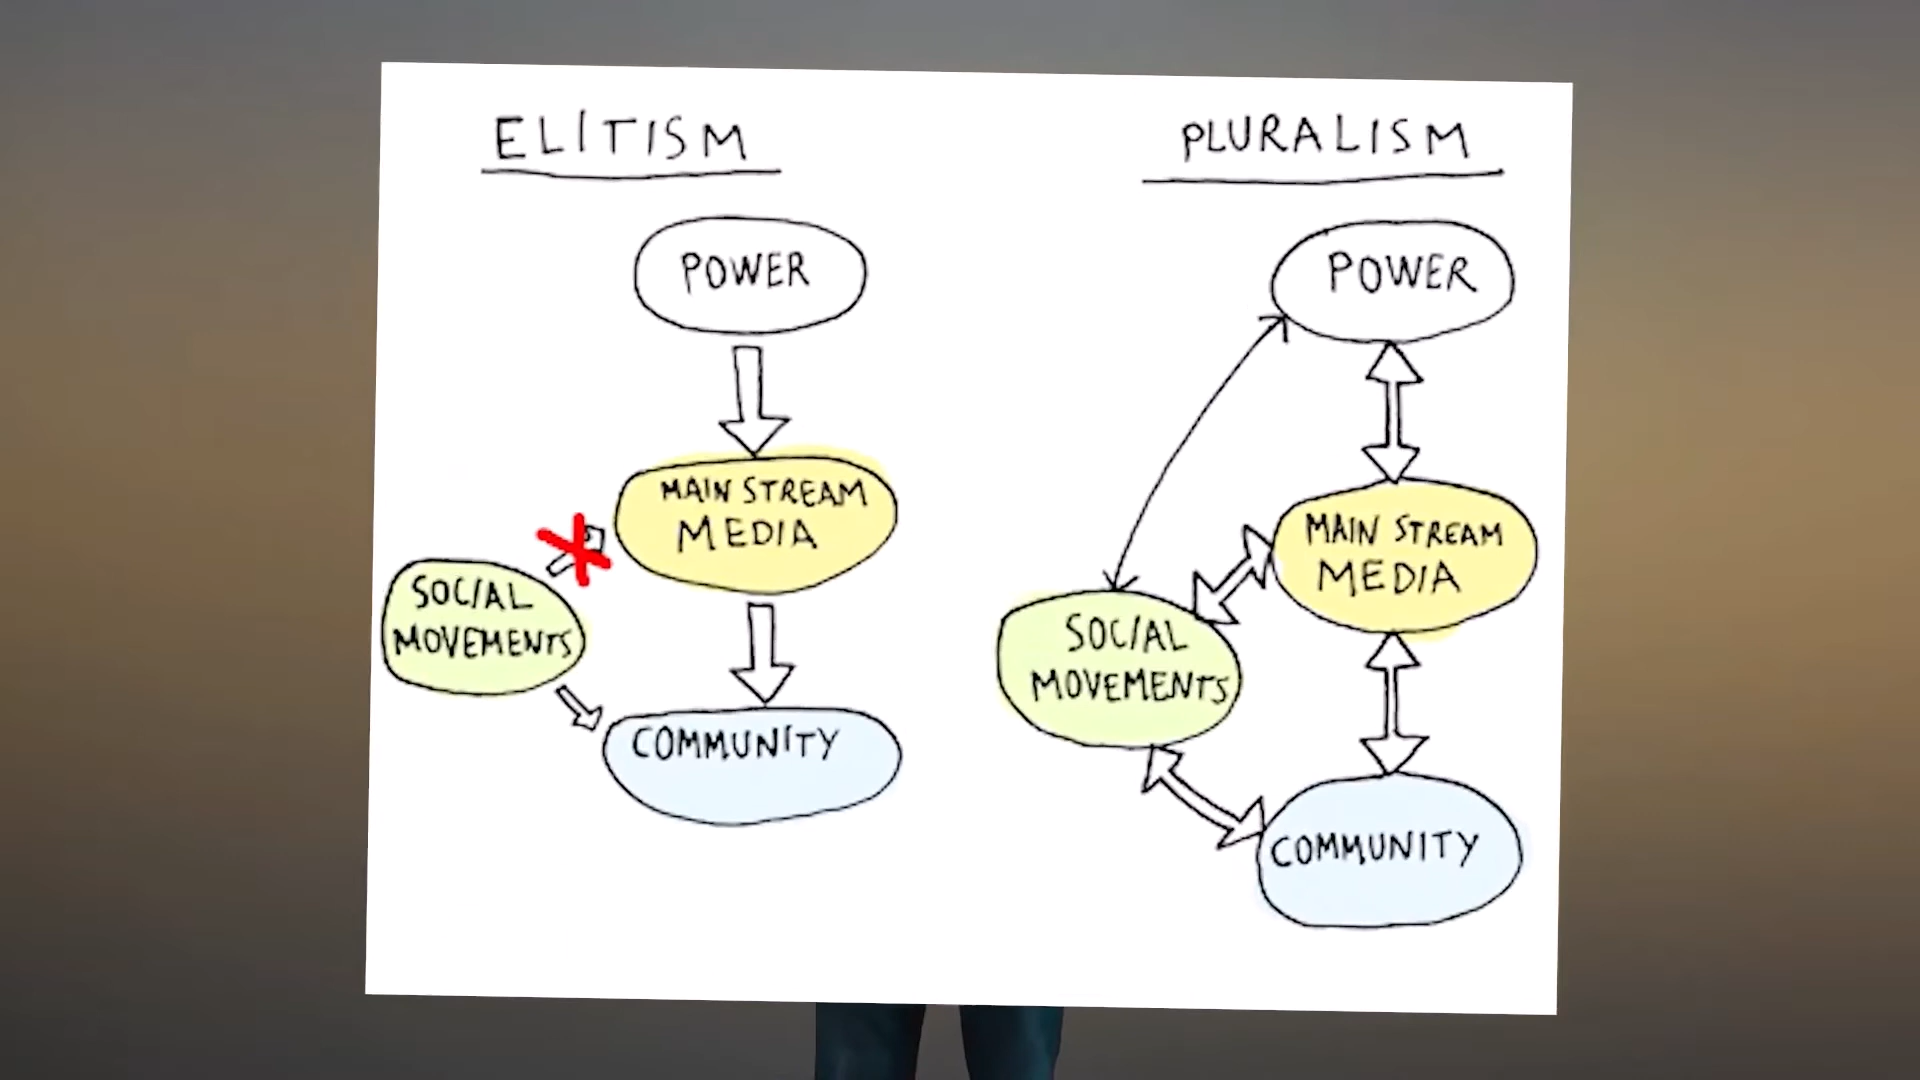 ELITISM
POWER
MAIN STREAM
MEDIA
SOCIAL
MOVEMENTS
COMMUNITY
PLURALISM
POWER
MAIN STREAM
MEDIA
SOCIAL
MOVEMENTS
COMMUNITY